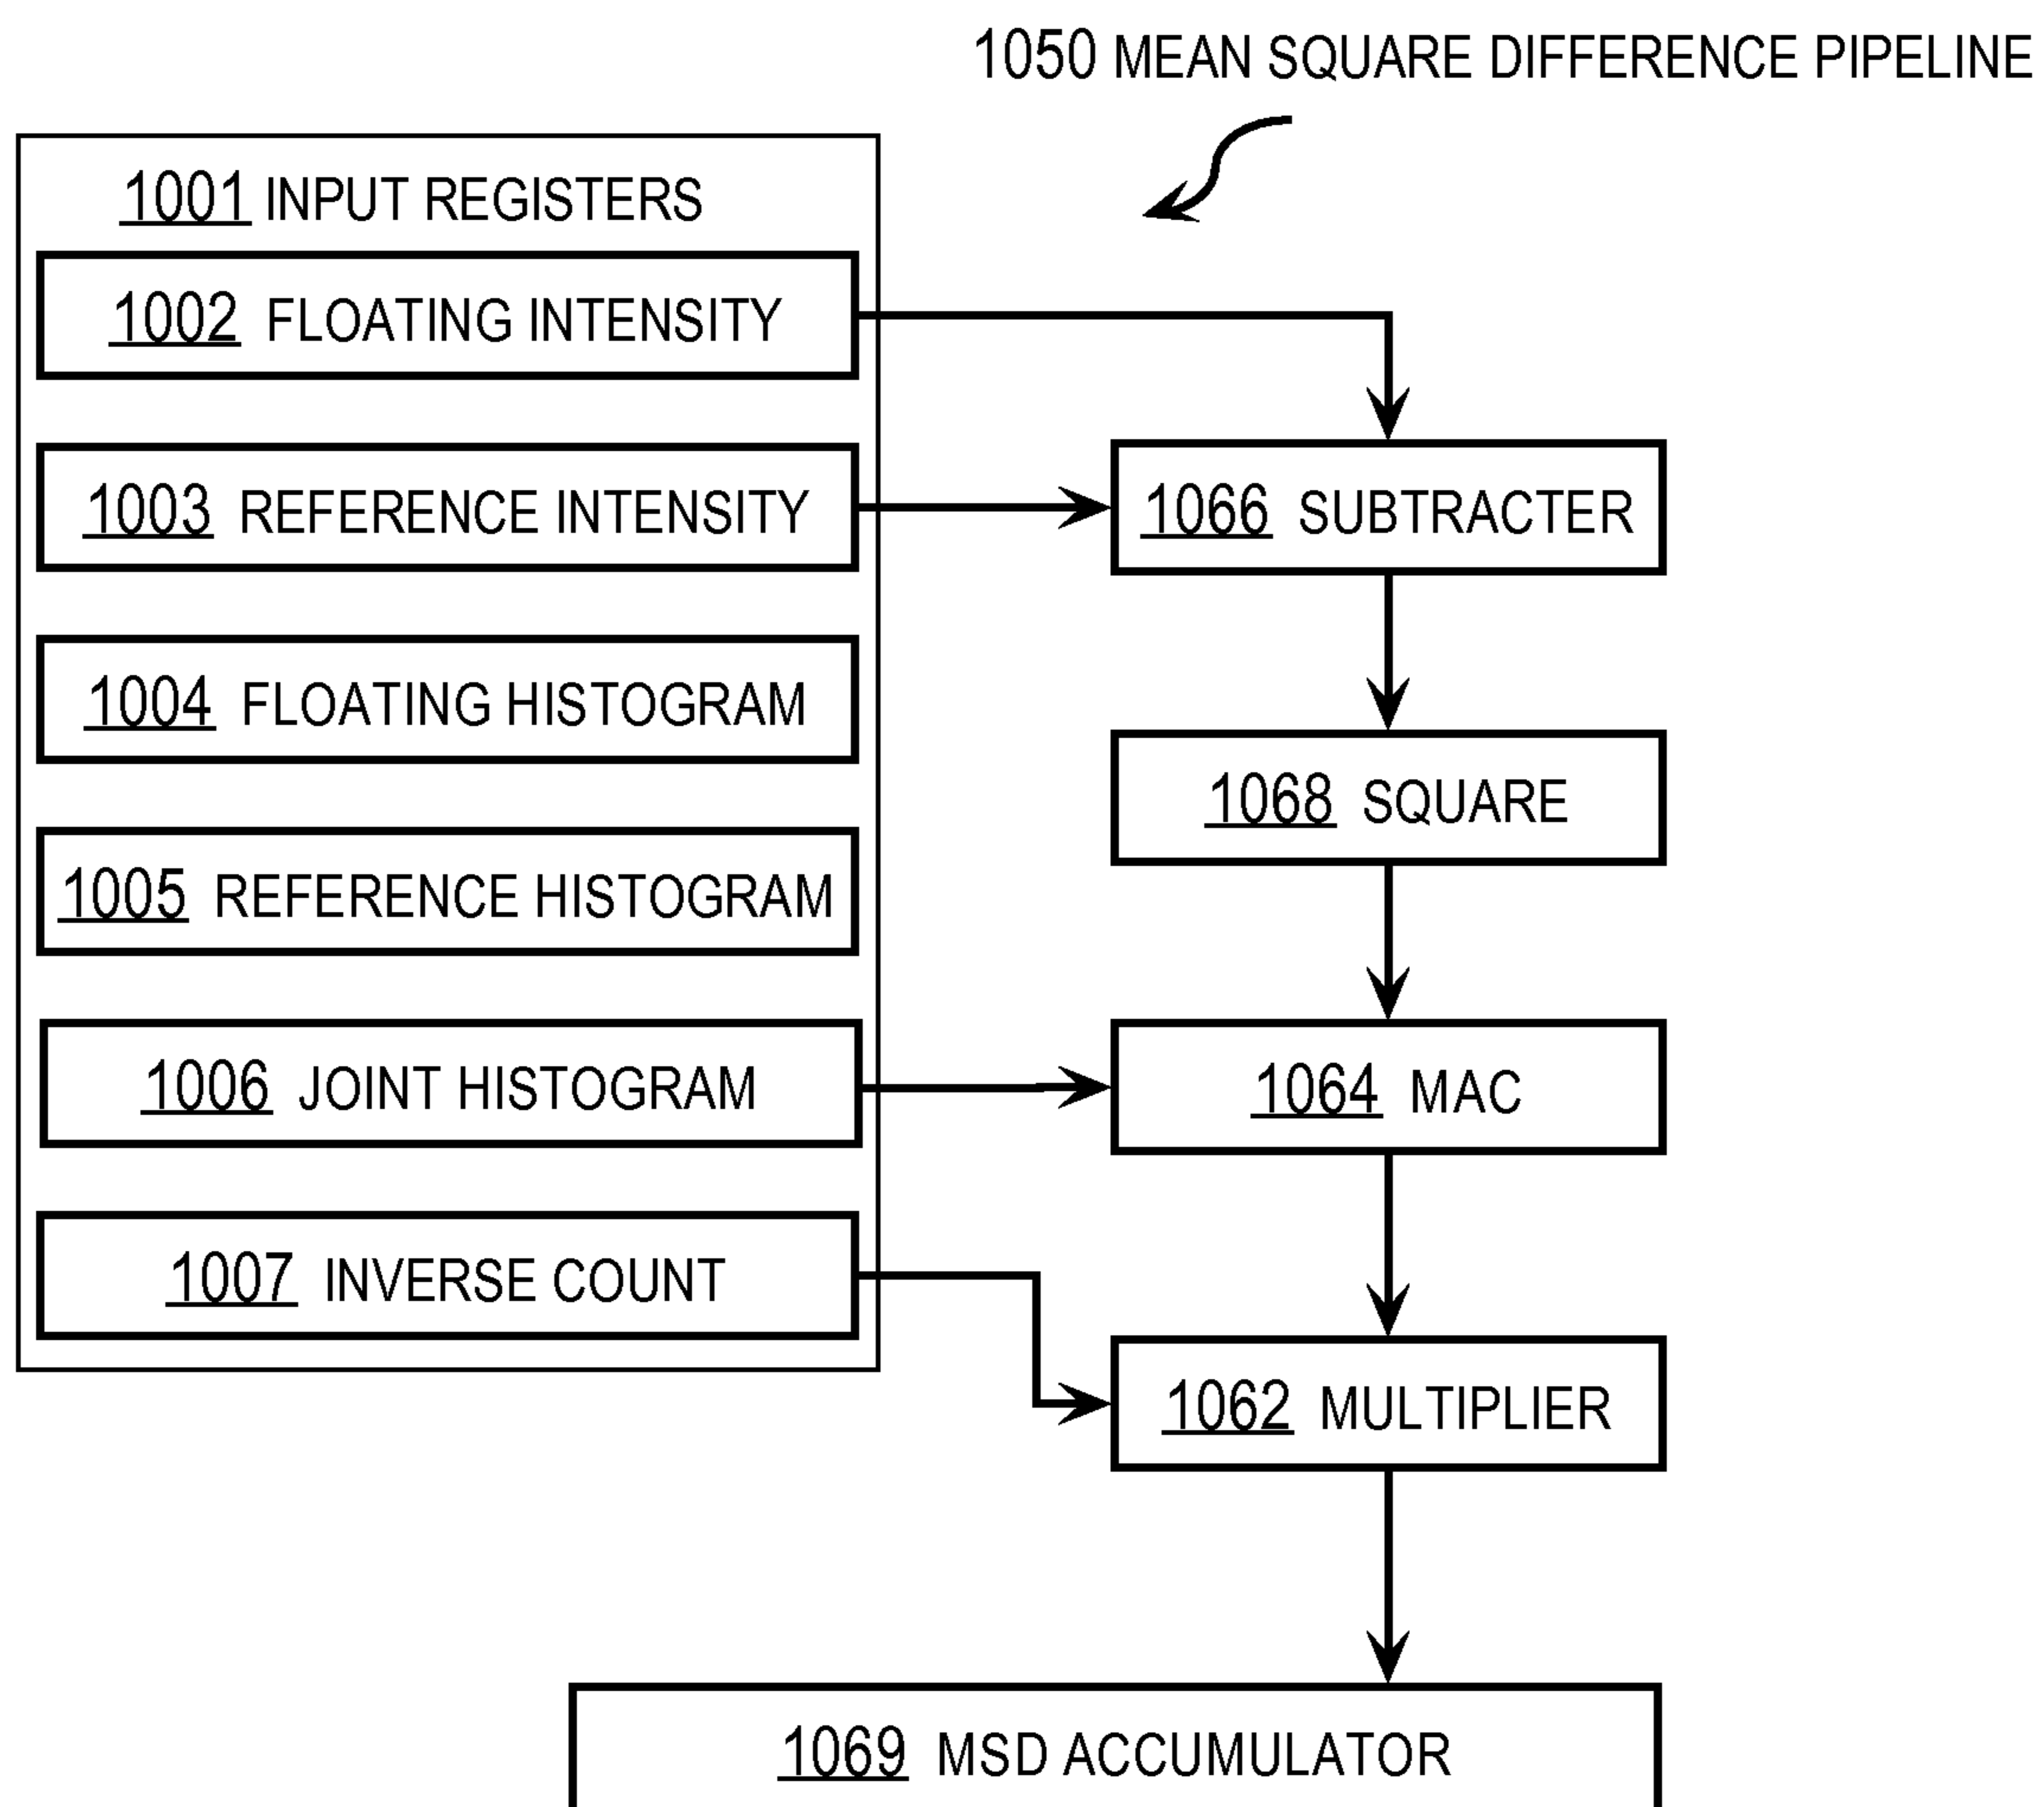 1050 MEAN SQUARE DIFFERENCE PIPELINE
1001 INPUT REGISTERS
1002 FLOATING INTENSITY
1003 REFERENCE INTENSITY
1066 SUBTRACTER
1004 FLOATING HISTOGRAM
1068 SQUARE
1005 REFERENCE HISTOGRAM
1006 JOINT HISTOGRAM
1064 MAC
1007 INVERSE COUNT
1062 MULTIPLIER
1069 MSD ACCUMULATOR